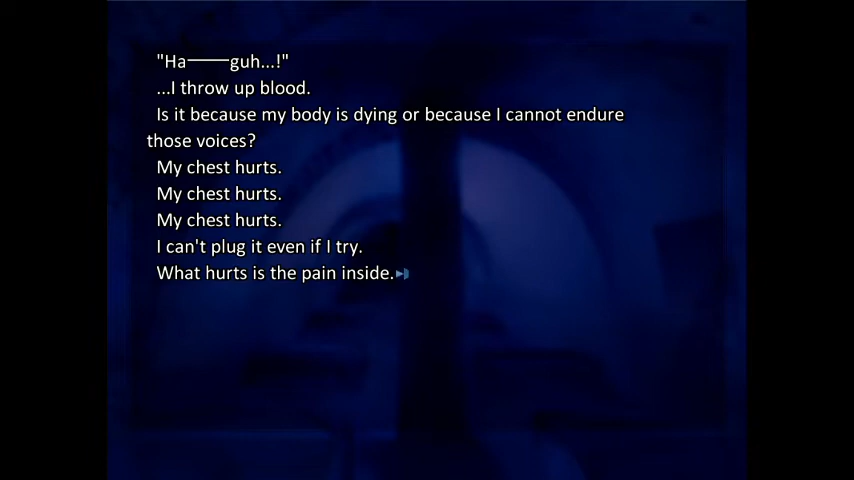 "Ha───guh...!"
...I throw up blood.
Is it because my body is dying or because I cannot endure
those voices?
My chest hurts.
My chest hurts.
My chest hurts.
I can't plug it even if I try.
What hurts is the pain inside.